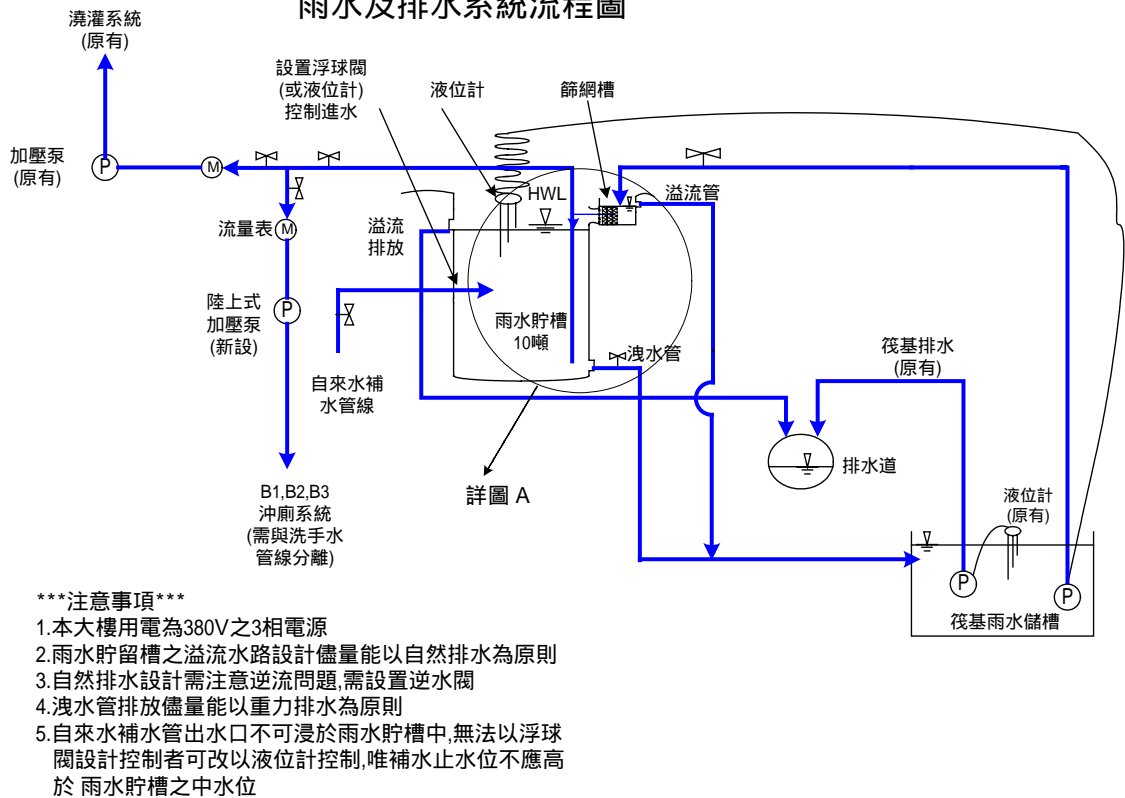 雨水及排水系統流程圖
澆灌系統
(原有)
設置浮球閥
(或液位計)
控制進水
液位計
篩網槽
加壓泵
(原有)
P
M
HWL
溢流管
流量表
M
溢流
排放
陸上式
加壓泵
(新設)
P
雨水貯槽
10噸
洩水管
自來水補
水管線
筏基排水
(原有)
排水道
詳圖 A
B1,B2,B3
沖廁系統
(需與洗手水
管線分離)
液位計
(原有)
P
P
筏基雨水儲槽
***注意事項***
1.本大樓用電為380V之3相電源
2.雨水貯留槽之溢流水路設計儘量能以自然排水為原則
3.自然排水設計需注意逆流問題,需設置逆水閥
4.洩水管排放儘量能以重力排水為原則
5.自來水補水管出水口不可浸於雨水貯槽中,無法以浮球
閥設計控制者可改以液位計控制,唯補水止水位不應高
於 雨水貯槽之中水位